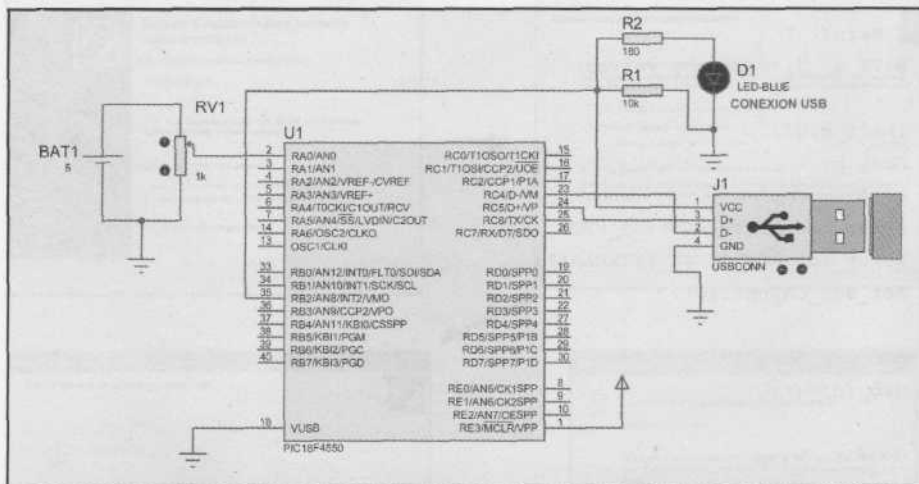 R2
180
R1
10k
D1
LED-BLUE
CONEXION USB
BAT1
5
RV1
1k
U1
2 RA0/AN0
3 RA1/AN1
4 RA2/AN2/VREF-/CVREF
5 RA3/AN3/VREF+
6 RA4/T0CKI/C1OUT/RCV
7 RA5/AN4/SS/LVDIN/C2OUT
14 RA6/OSC2/CLKO
13 OSC1/CLKI
33 RB0/AN12/INT0/FLT0/SDI/SDA
34 RB1/AN10/INT1/SCK/SCL
35 RB2/AN8/INT2/VMO
36 RB3/AN9/CCP2/VPO
37 RB4/AN11/KBI0/CSSPP
38 RB5/KBI1/PGM
39 RB6/KBI2/PGC
40 RB7/KBI3/PGD
18 VUSB
RC0/T1OSO/T1CKI 15
RC1/T1OSI/CCP2/UOE 16
RC2/CCP1/P1A 17
RC4/D-/VM 23
RC5/D+/VP 24
RC6/TX/CK 25
RC7/RX/DT/SDO 26
RD0/SPP0 19
RD1/SPP1 20
RD2/SPP2 21
RD3/SPP3 22
RD4/SPP4 27
RD5/SPP5/P1B 28
RD6/SPP6/P1C 29
RD7/SPP7/P1D 30
RE0/AN5/CK1SPP 8
RE1/AN6/CK2SPP 9
RE2/AN7/OESPP 10
RE3/MCLR/VPP 1
PIC18F4550
J1
1 VCC
3 D+
2 D-
4 GND
USBCONN